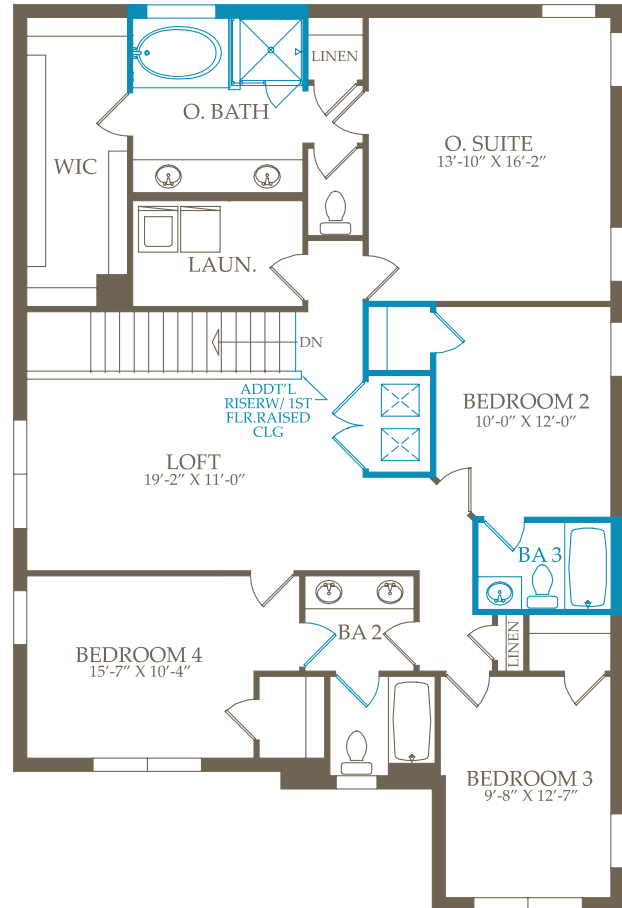 LINEN
O. BATH
O. SUITE
13'-10" X 16'-2"
WIC
LAUN.
DN
ADDT'L
RISERW/ 1ST
FLR.RAISED
CLG
BEDROOM 2
10'-0" X 12'-0"
LOFT
19'-2" X 11'-0"
BA 3
BA 2
LINEN
BEDROOM 4
15'-7" X 10'-4"
BEDROOM 3
9'-8" X 12'-7"